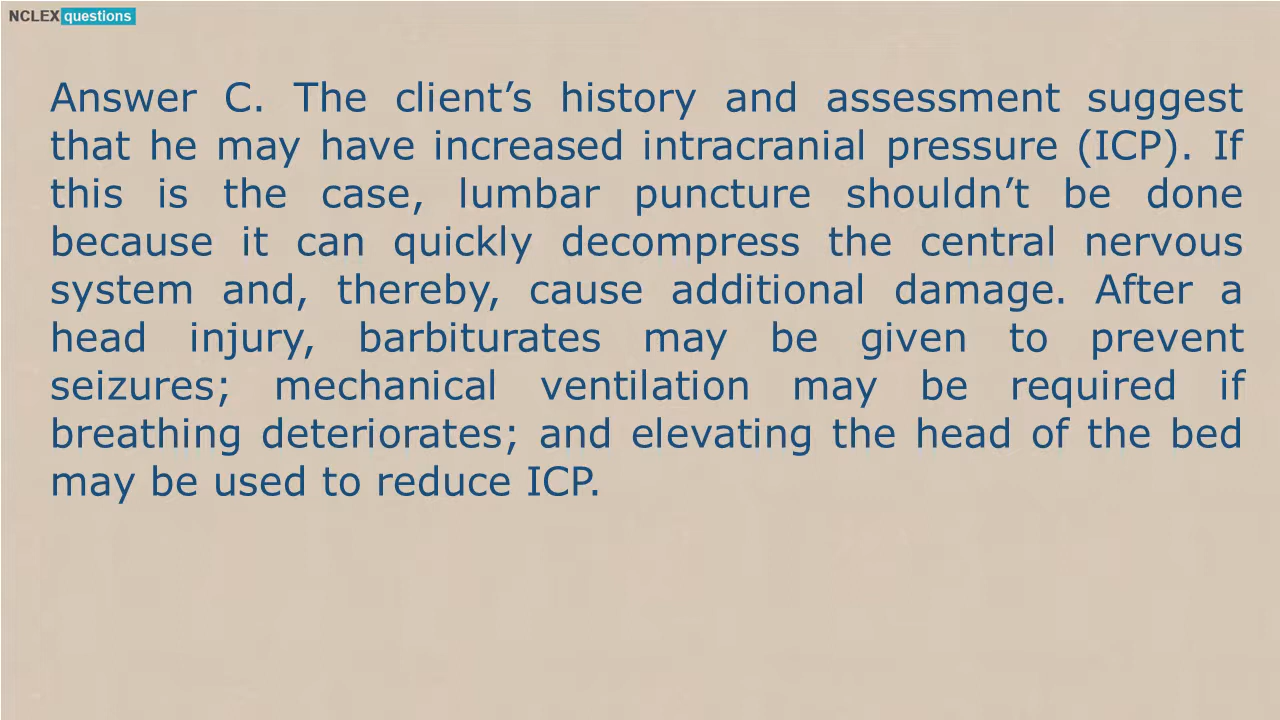 NCLEX questions
Answer C. The client’s history and assessment suggest
that he may have increased intracranial pressure (ICP). If
this is the case, lumbar puncture shouldn’t be done
because it can quickly decompress the central nervous
system and, thereby, cause additional damage. After a
head injury, barbiturates may be given to prevent
seizures; mechanical ventilation may be required if
breathing deteriorates; and elevating the head of the bed
may be used to reduce ICP.